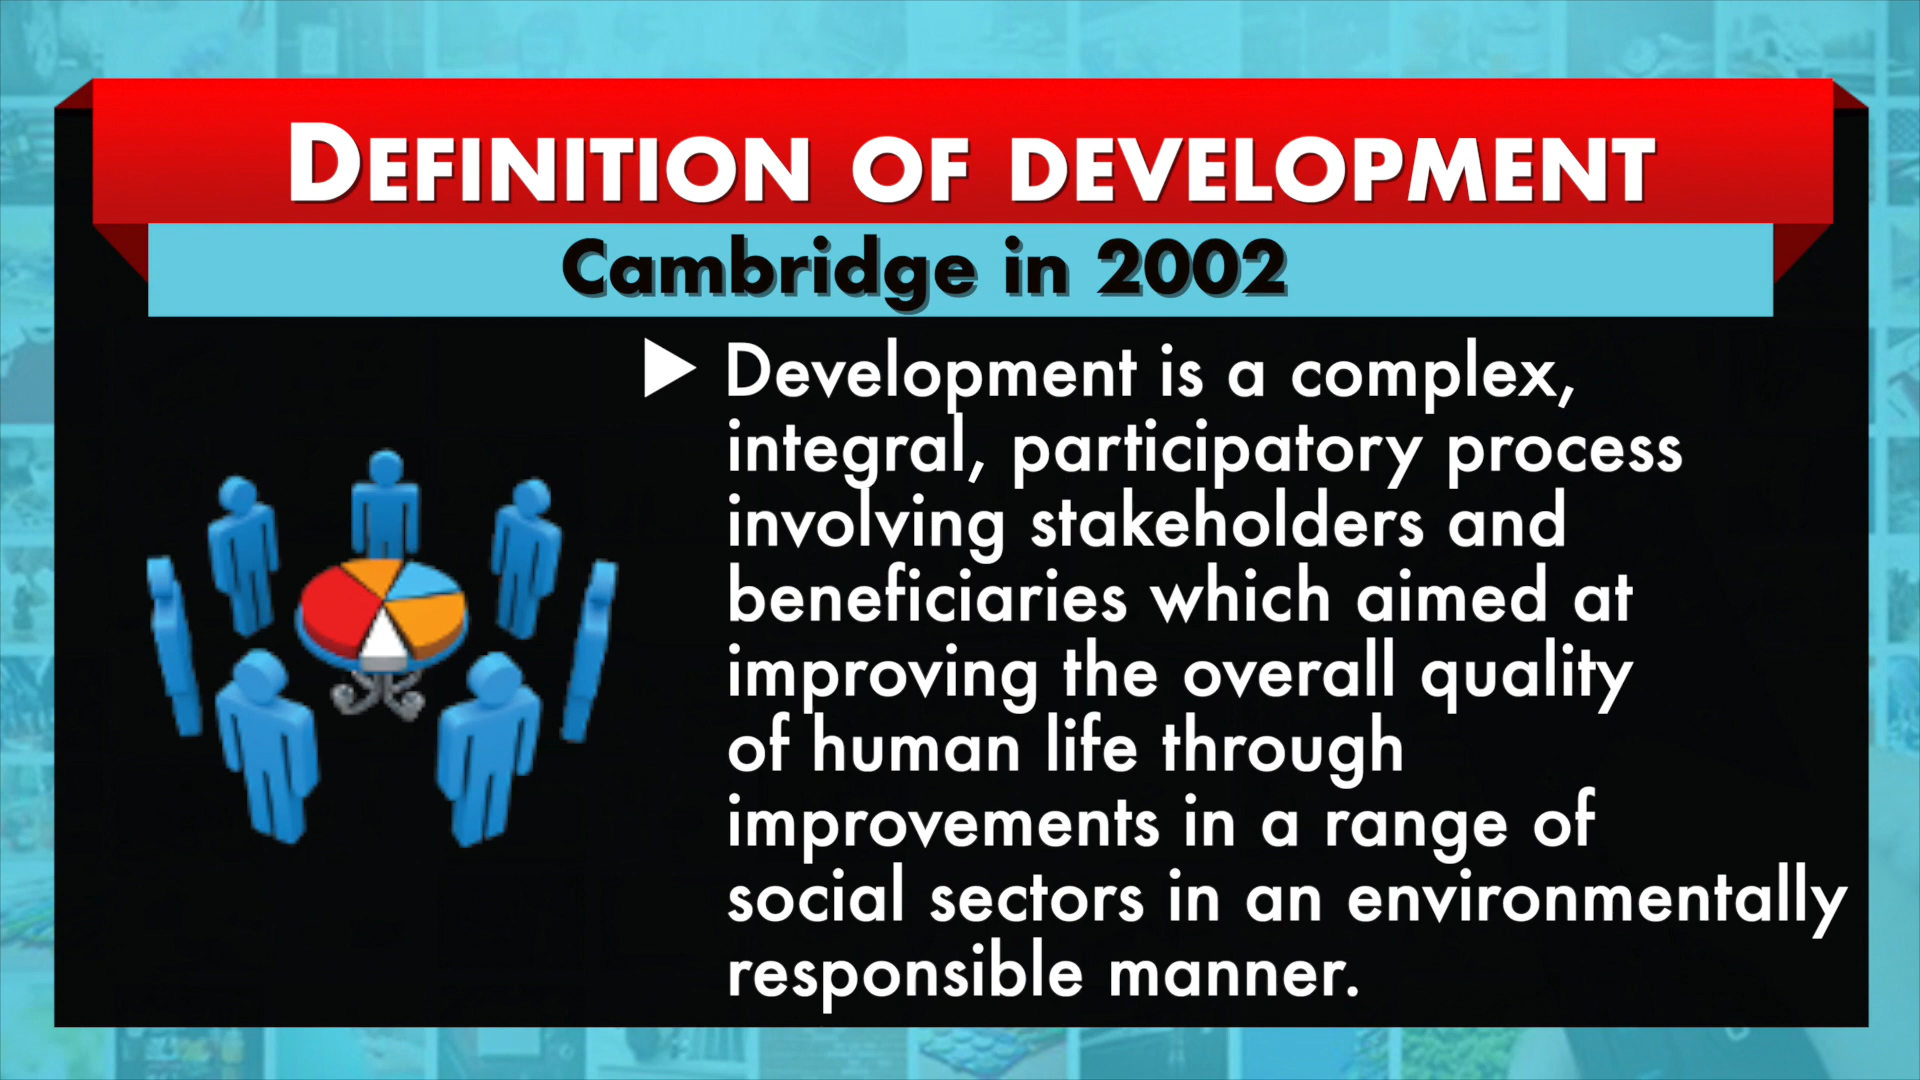 DEFINITION OF DEVELOPMENT
Cambridge in 2002
Development is a complex,
integral, participatory process
involving stakeholders and
beneficiaries which aimed at
improving the overall quality
of human life through
improvements in a range of
social sectors in an environmentally
responsible manner.